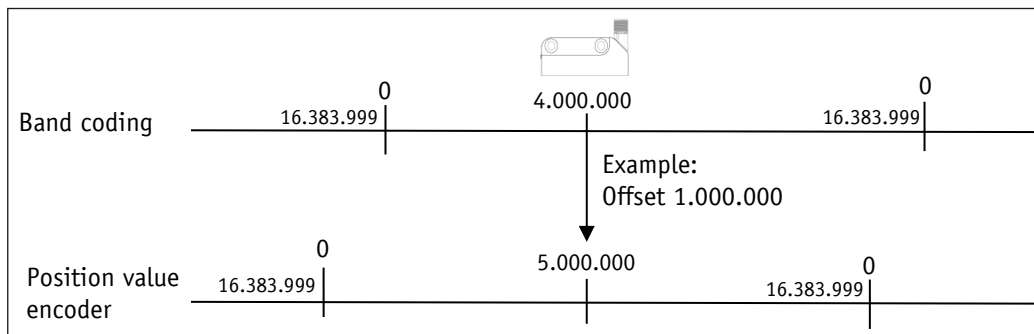 0
4.000.000
0
Band coding
16.383.999
16.383.999
Example:
Offset 1.000.000
0
5.000.000
0
Position value
encoder
16.383.999
16.383.999